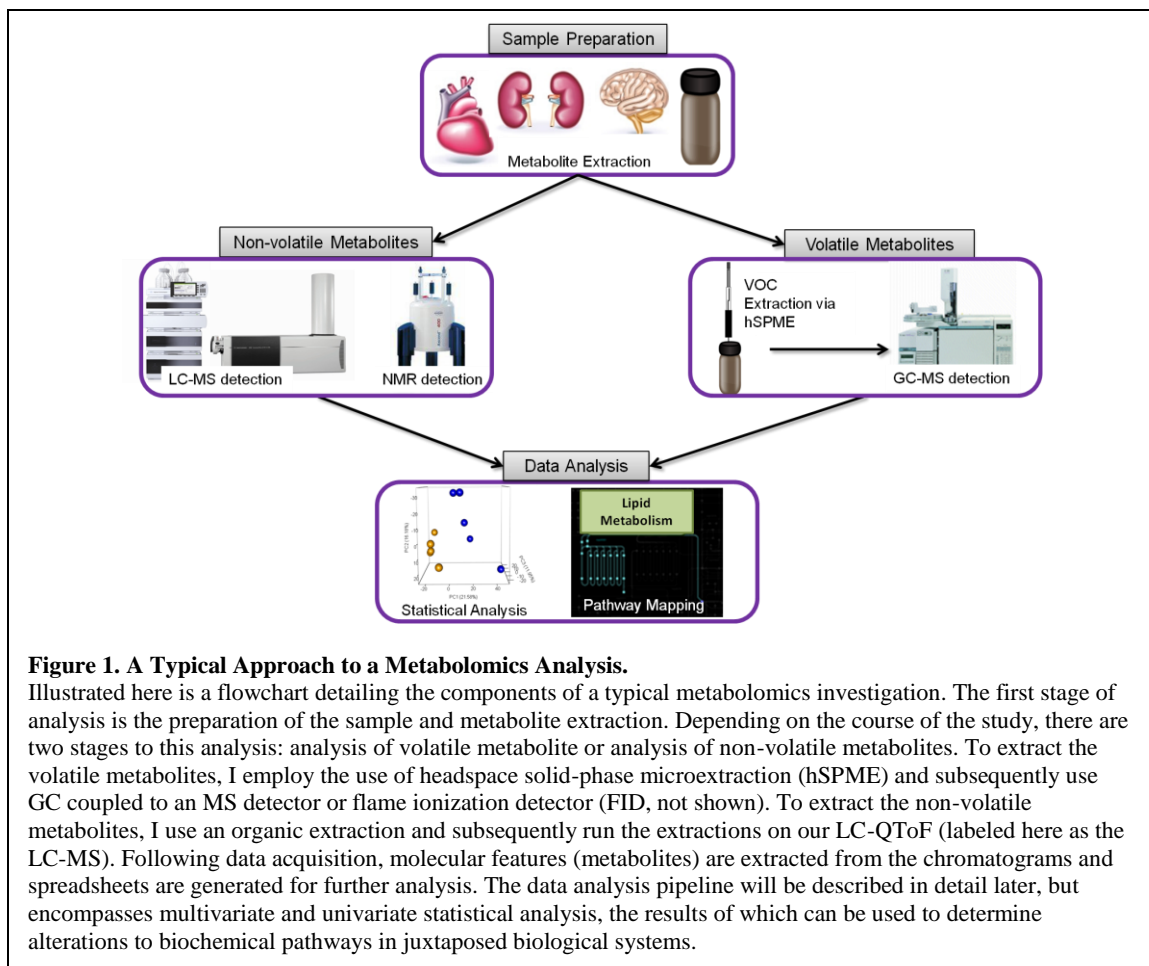 Sample Preparation
Metabolite Extraction
Non-volatile Metabolites
LC-MS detection
NMR detection
Volatile Metabolites
VOC
Extraction via
hSPME
GC-MS detection
Data Analysis
Statistical Analysis
Lipid
Metabolism
Pathway Mapping
Figure 1. A Typical Approach to a Metabolomics Analysis.
Illustrated here is a flowchart detailing the components of a typical metabolomics investigation. The first stage of
analysis is the preparation of the sample and metabolite extraction. Depending on the course of the study, there are
two stages to this analysis: analysis of volatile metabolite or analysis of non-volatile metabolites. To extract the
volatile metabolites, I employ the use of headspace solid-phase microextraction (hSPME) and subsequently use
GC coupled to an MS detector or flame ionization detector (FID, not shown). To extract the non-volatile
metabolites, I use an organic extraction and subsequently run the extractions on our LC-QToF (labeled here as the
LC-MS). Following data acquisition, molecular features (metabolites) are extracted from the chromatograms and
spreadsheets are generated for further analysis. The data analysis pipeline will be described in detail later, but
encompasses multivariate and univariate statistical analysis, the results of which can be used to determine
alterations to biochemical pathways in juxtaposed biological systems.